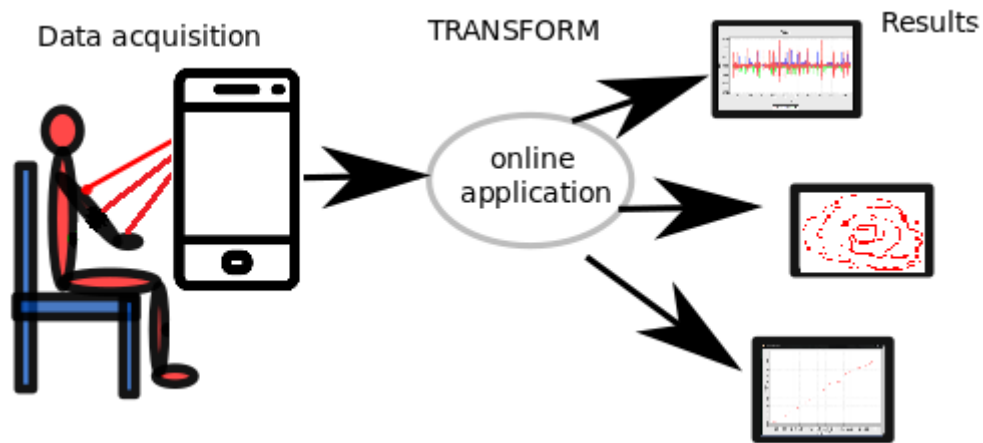 Data acquisition
TRANSFORM
Results
online
application